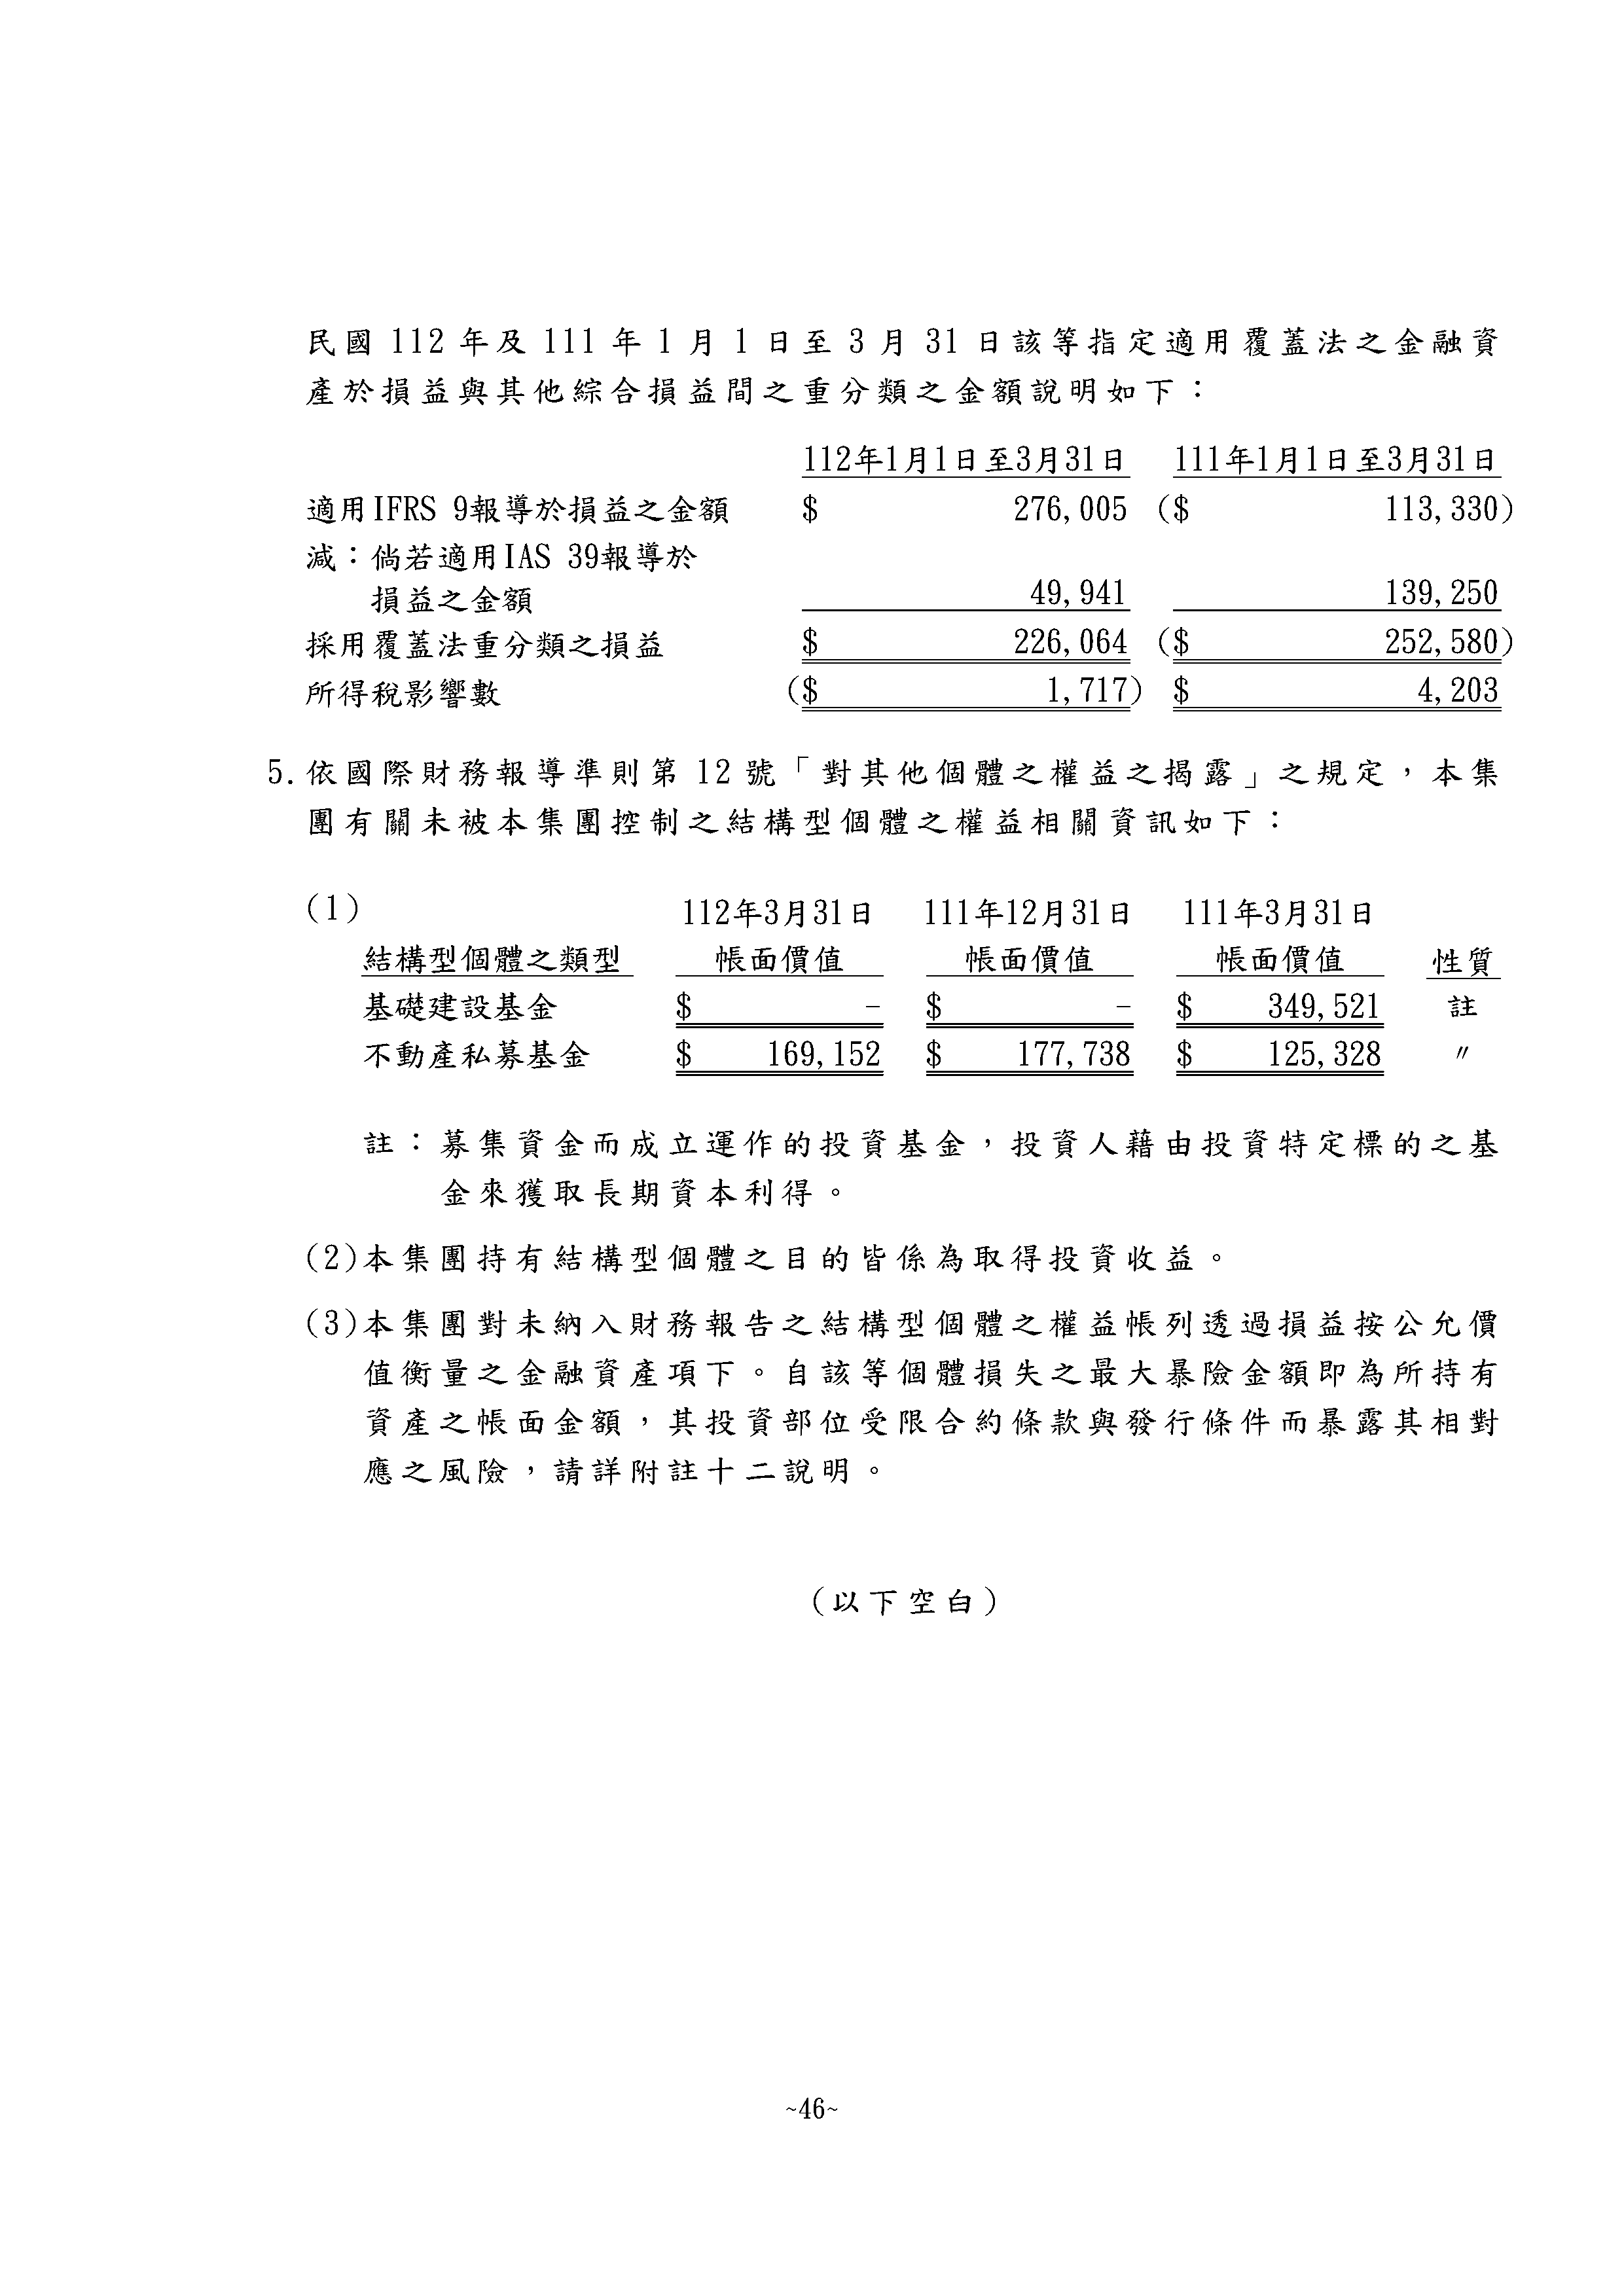 民國 112 年及 111 年 1 月 1 日至 3 月 31 日該等指定適用覆蓋法之金融資
產於損益與其他綜合損益間之重分類之金額說明如下：
112年1月1日至3月31日 111年1月1日至3月31日
適用IFRS 9報導於損益之金額 $ 276,005 ($ 113,330)
減：倘若適用IAS 39報導於
損益之金額 49,941 139,250
採用覆蓋法重分類之損益 $ 226,064 ($ 252,580)
所得稅影響數 ($ 1,717) $ 4,203
5.依國際財務報導準則第 12 號「對其他個體之權益之揭露」之規定，本集
團有關未被本集團控制之結構型個體之權益相關資訊如下：
(1) 112年3月31日 111年12月31日 111年3月31日
結構型個體之類型 帳面價值 帳面價值 帳面價值 性質
基礎建設基金 $ - $ - $ 349,521 註
不動產私募基金 $ 169,152 $ 177,738 $ 125,328 〃
註：募集資金而成立運作的投資基金，投資人藉由投資特定標的之基
金來獲取長期資本利得。
(2)本集團持有結構型個體之目的皆係為取得投資收益。
(3)本集團對未納入財務報告之結構型個體之權益帳列透過損益按公允價
值衡量之金融資產項下。自該等個體損失之最大暴險金額即為所持有
資產之帳面金額，其投資部位受限合約條款與發行條件而暴露其相對
應之風險，請詳附註十二說明。
(以下空白)
~46~